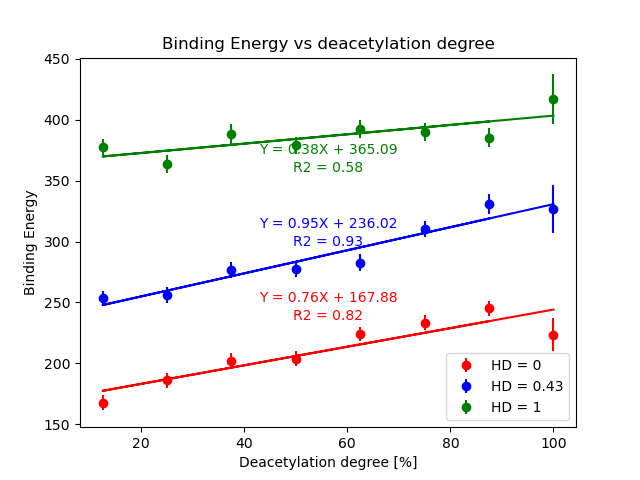 Binding Energy vs deacetylation degree
Binding Energy
450
400
350
300
250
200
150
Y = 0.38X + 365.09
R2 = 0.58
Y = 0.95X + 236.02
R2 = 0.93
Y = 0.76X + 167.88
R2 = 0.82
HD = 0
HD = 0.43
HD = 1
20
40
60
80
100
Deacetylation degree [%]